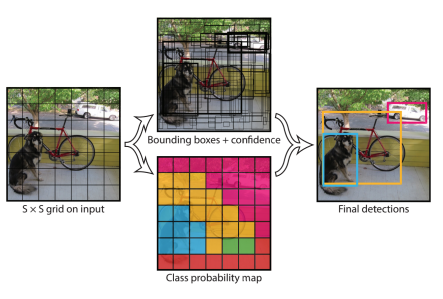 Bounding boxes + confidence
S × S grid on input
Final detections
Class probability map